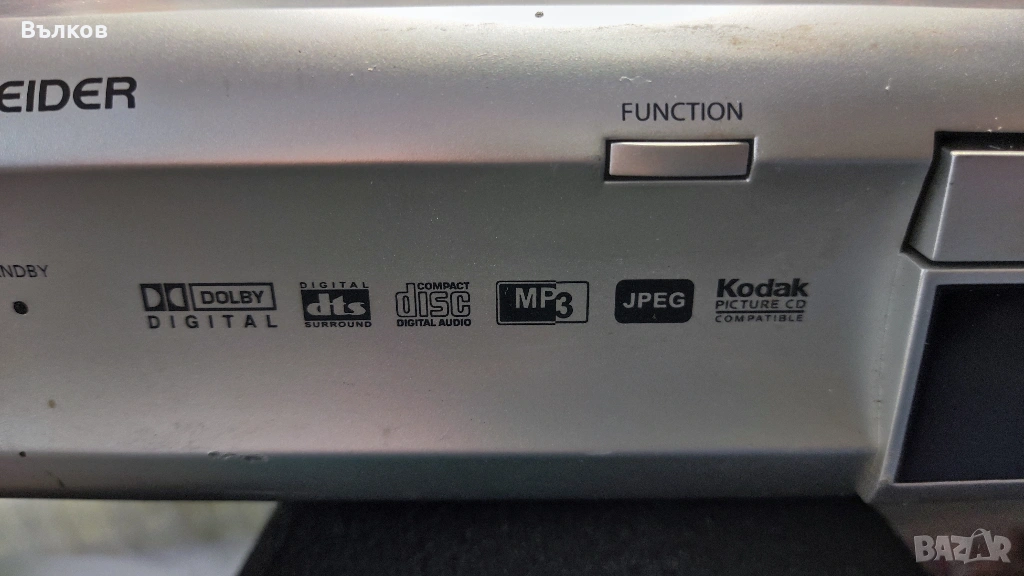 Вълков
EIDER
FUNCTION
NDBY
DOLBY
DIGITAL
DIGITAL
dts
SURROUND
COMPACT
disc
DIGITAL AUDIO
MP3
JPEG
Kodak
PICTURE CD
COMPATIBLE
BAZAR